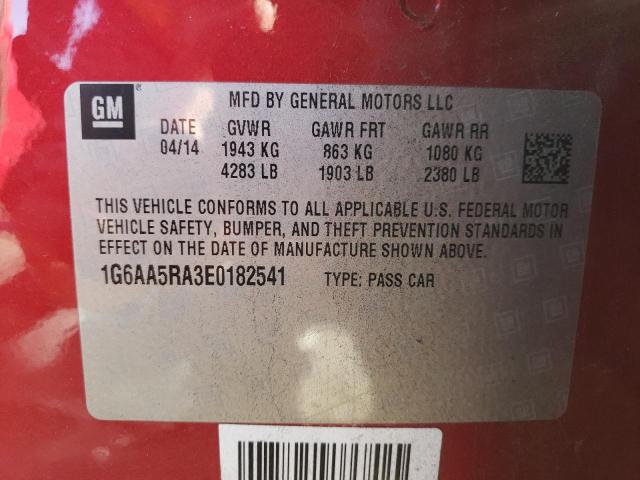 GM ®
MFD BY GENERAL MOTORS LLC
DATE GVWR GAWR FRT GAWR RR
04/14 1943 KG 863 KG 1080 KG
4283 LB 1903 LB 2380 LB
THIS VEHICLE CONFORMS TO ALL APPLICABLE U.S. FEDERAL MOTOR
VEHICLE SAFETY, BUMPER, AND THEFT PREVENTION STANDARDS IN
EFFECT ON THE DATE OF MANUFACTURE SHOWN ABOVE.
1G6AA5RA3E0182541 TYPE: PASS CAR